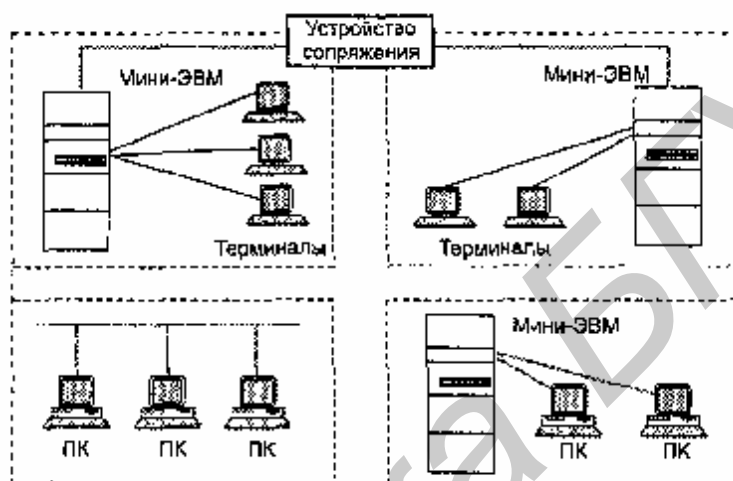 Устройство
сопряжения
Мини-ЭВМ
Мини-ЭВМ
Терминалы
Терминалы
ПК
ПК
ПК
Мини-ЭВМ
ПК
ПК